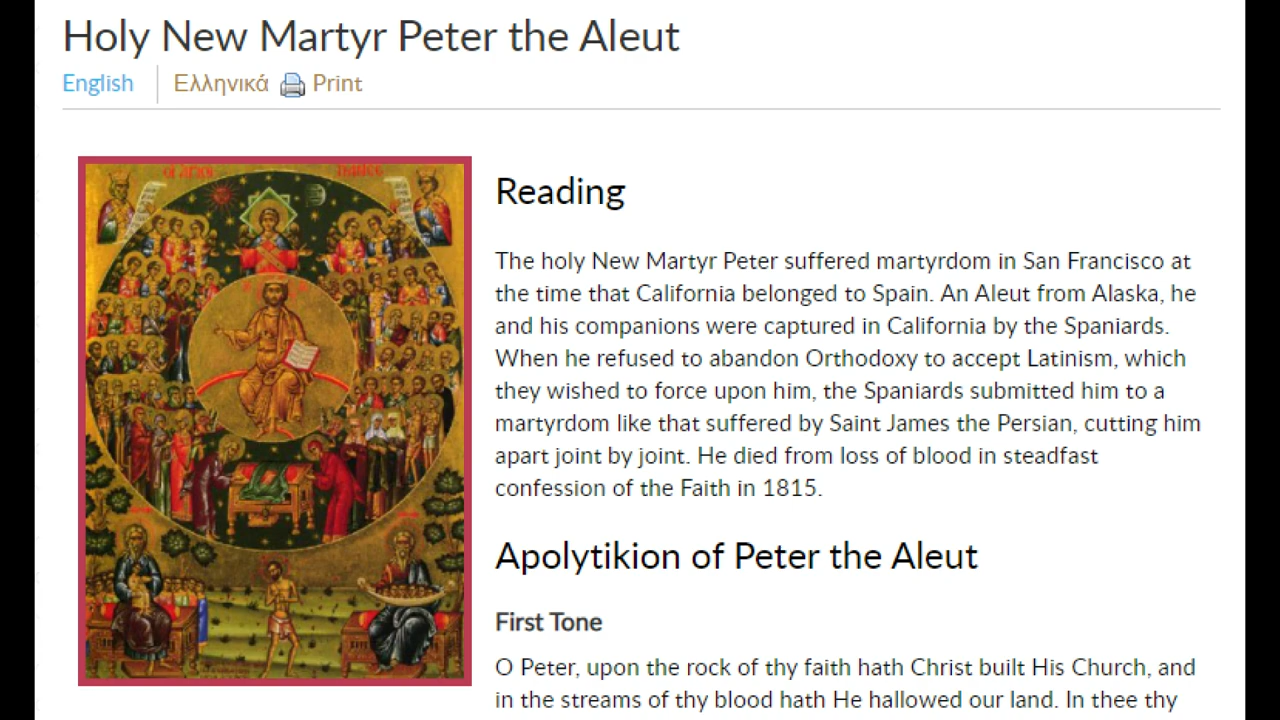 Holy New Martyr Peter the Aleut
English
Ελληνικά
Print
Reading
The holy New Martyr Peter suffered martyrdom in San Francisco at
the time that California belonged to Spain. An Aleut from Alaska, he
and his companions were captured in California by the Spaniards.
When he refused to abandon Orthodoxy to accept Latinism, which
they wished to force upon him, the Spaniards submitted him to a
martyrdom like that suffered by Saint James the Persian, cutting him
apart joint by joint. He died from loss of blood in steadfast
confession of the Faith in 1815.
Apolytikion of Peter the Aleut
First Tone
O Peter, upon the rock of thy faith hath Christ built His Church, and
in the streams of thy blood hath He hallowed our land. In thee thy